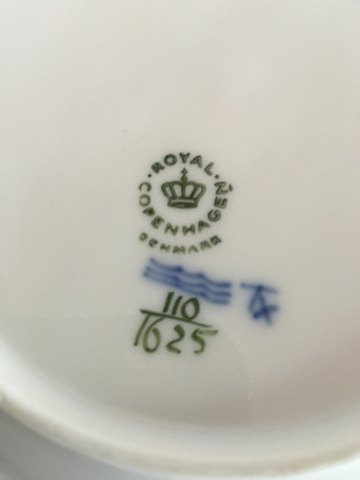 ROYAL COPENHAGEN
DENMARK
110
1625